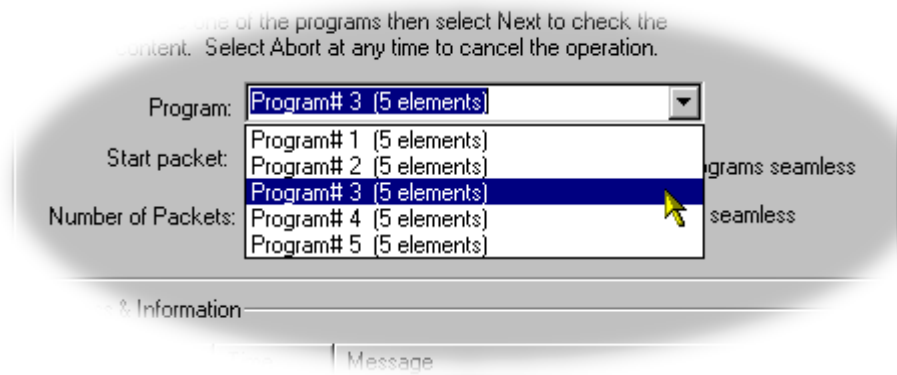 one of the programs then select Next to check the
content. Select Abort at any time to cancel the operation.
Program: Program# 3 (5 elements)
Program# 1 (5 elements)
Start packet: Program# 2 (5 elements) seamless
Program# 3 (5 elements)
Number of Packets: Program# 4 (5 elements) seamless
Program# 5 (5 elements)
& Information
Time Message